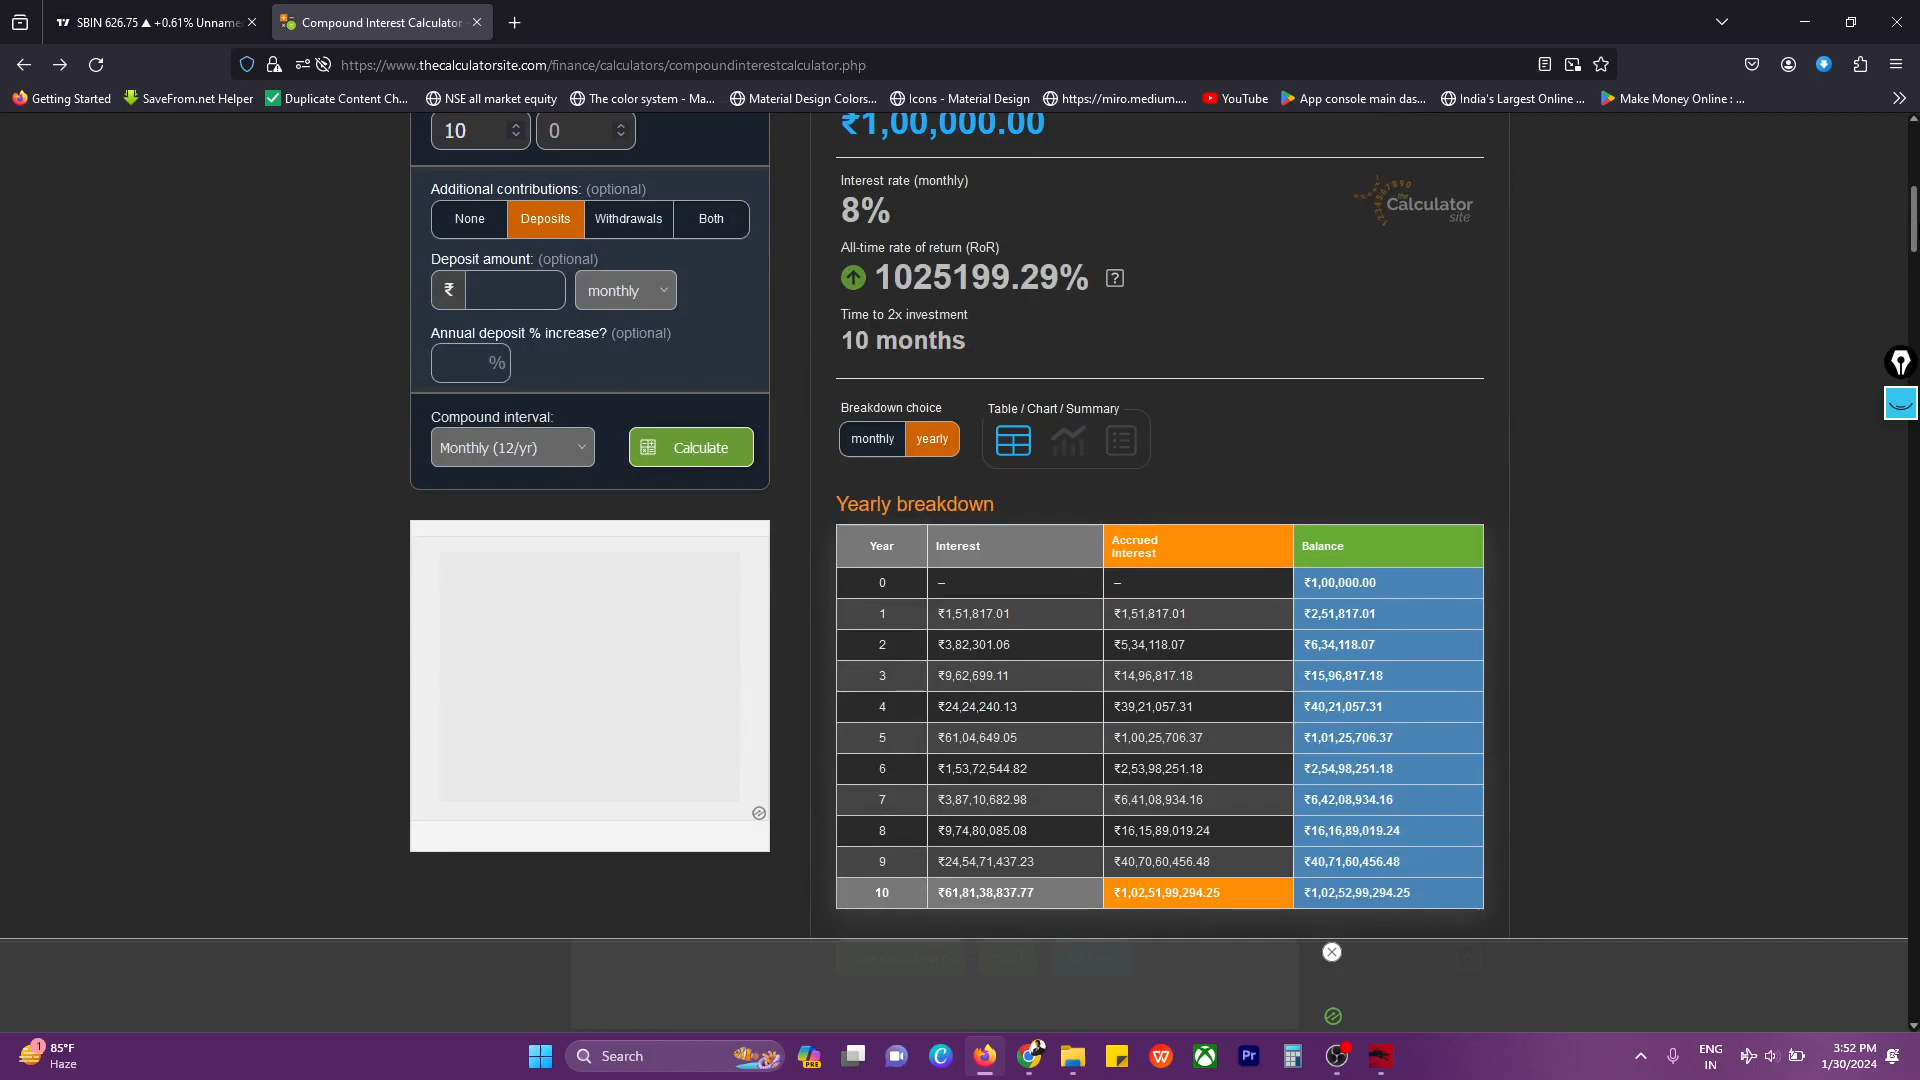 SBIN 626.75 ▲ +0.61% Unname
Compound Interest Calculator
https://www.thecalculatorsite.com/finance/calculators/compoundinterestcalculator.php
Getting Started
SaveFrom.net Helper
Duplicate Content Ch...
NSE all market equity
The color system - Ma...
Material Design Colors...
Icons - Material Design
https://miro.medium....
YouTube
App console main das...
India's Largest Online ...
Make Money Online : ...
10 0
Additional contributions: (optional)
None Deposits Withdrawals Both
Deposit amount: (optional)
₹ monthly
Annual deposit % increase? (optional)
%
Compound interval:
Monthly (12/yr) Calculate
₹1,00,000.00
Interest rate (monthly)
8%
the Calculator site
1234567890
All-time rate of return (RoR)
1025199.29% ?
Time to 2x investment
10 months
Breakdown choice
monthly yearly
Table / Chart / Summary
Yearly breakdown
Year Interest Accrued Interest Balance
0 – – ₹1,00,000.00
1 ₹1,51,817.01 ₹1,51,817.01 ₹2,51,817.01
2 ₹3,82,301.06 ₹5,34,118.07 ₹6,34,118.07
3 ₹9,62,699.11 ₹14,96,817.18 ₹15,96,817.18
4 ₹24,24,240.13 ₹39,21,057.31 ₹40,21,057.31
5 ₹61,04,649.05 ₹1,00,25,706.37 ₹1,01,25,706.37
6 ₹1,53,72,544.82 ₹2,53,98,251.18 ₹2,54,98,251.18
7 ₹3,87,10,682.98 ₹6,41,08,934.16 ₹6,42,08,934.16
8 ₹9,74,80,085.08 ₹16,15,89,019.24 ₹16,16,89,019.24
9 ₹24,54,71,437.23 ₹40,70,60,456.48 ₹40,71,60,456.48
10 ₹61,81,38,837.77 ₹1,02,51,99,294.25 ₹1,02,52,99,294.25
1
85°F
Haze
Search
PRE
Pr
ENG
IN
3:52 PM
1/30/2024